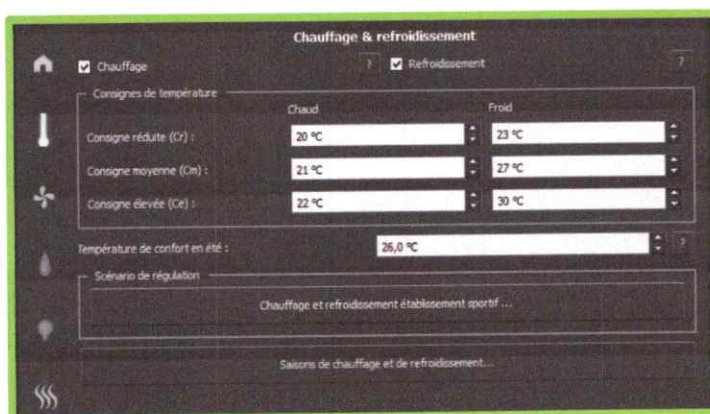 Chauffage & refroidissement
Chauffage ? Refroidissement ?
Consignes de température
Chaud Froid
Consigne réduite (Cr) : 20 °C 23 °C
Consigne moyenne (Cm) : 21 °C 27 °C
Consigne élevée (Ce) : 22 °C 30 °C
Température de confort en été : 26,0 °C ?
Scénario de régulation
Chauffage et refroidissement établissement sportif ...
Saisons de chauffage et de refroidissement...